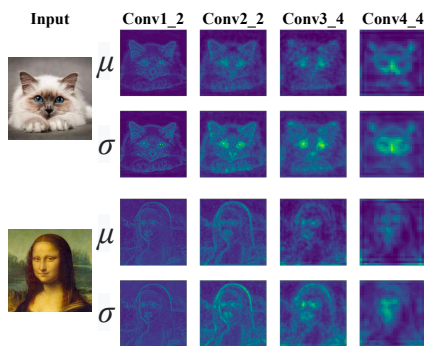 Input Conv1_2 Conv2_2 Conv3_4 Conv4_4
μ
σ
μ
σ